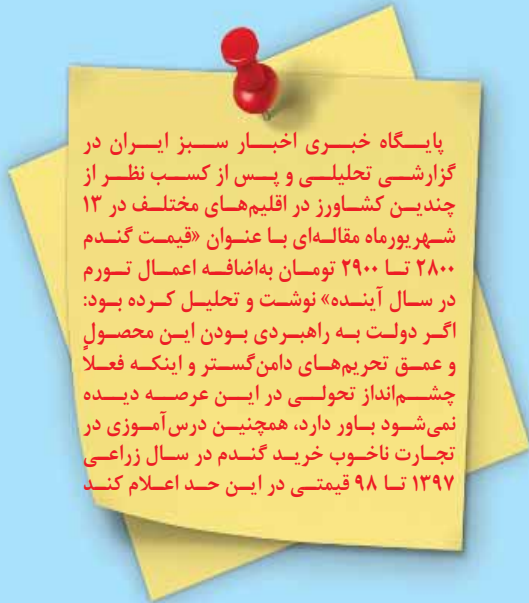 پایگاه خبری اخبار سبز ایران در
گزارشی تحلیلی و پس از کسب نظر از
چندین کشاورز در اقلیم‌های مختلف در ۱۳
شهریورماه مقاله‌ای با عنوان «قیمت گندم
۲۸۰۰ تا ۲۹۰۰ تومان به‌اضافه اعمال تورم
در سال آینده» نوشت و تحلیل کرده بود:
اگر دولت به راهبردی بودن این محصول
و عمق تحریم‌های دامن‌گستر و اینکه فعلاً
چشم‌انداز تحولی در این عرصه دیده
نمی‌شود باور دارد، همچنین درس‌آموزی در
تجارت ناخوب خرید گندم در سال زراعی
۱۳۹۷ تا ۹۸ قیمتی در این حد اعلام کند